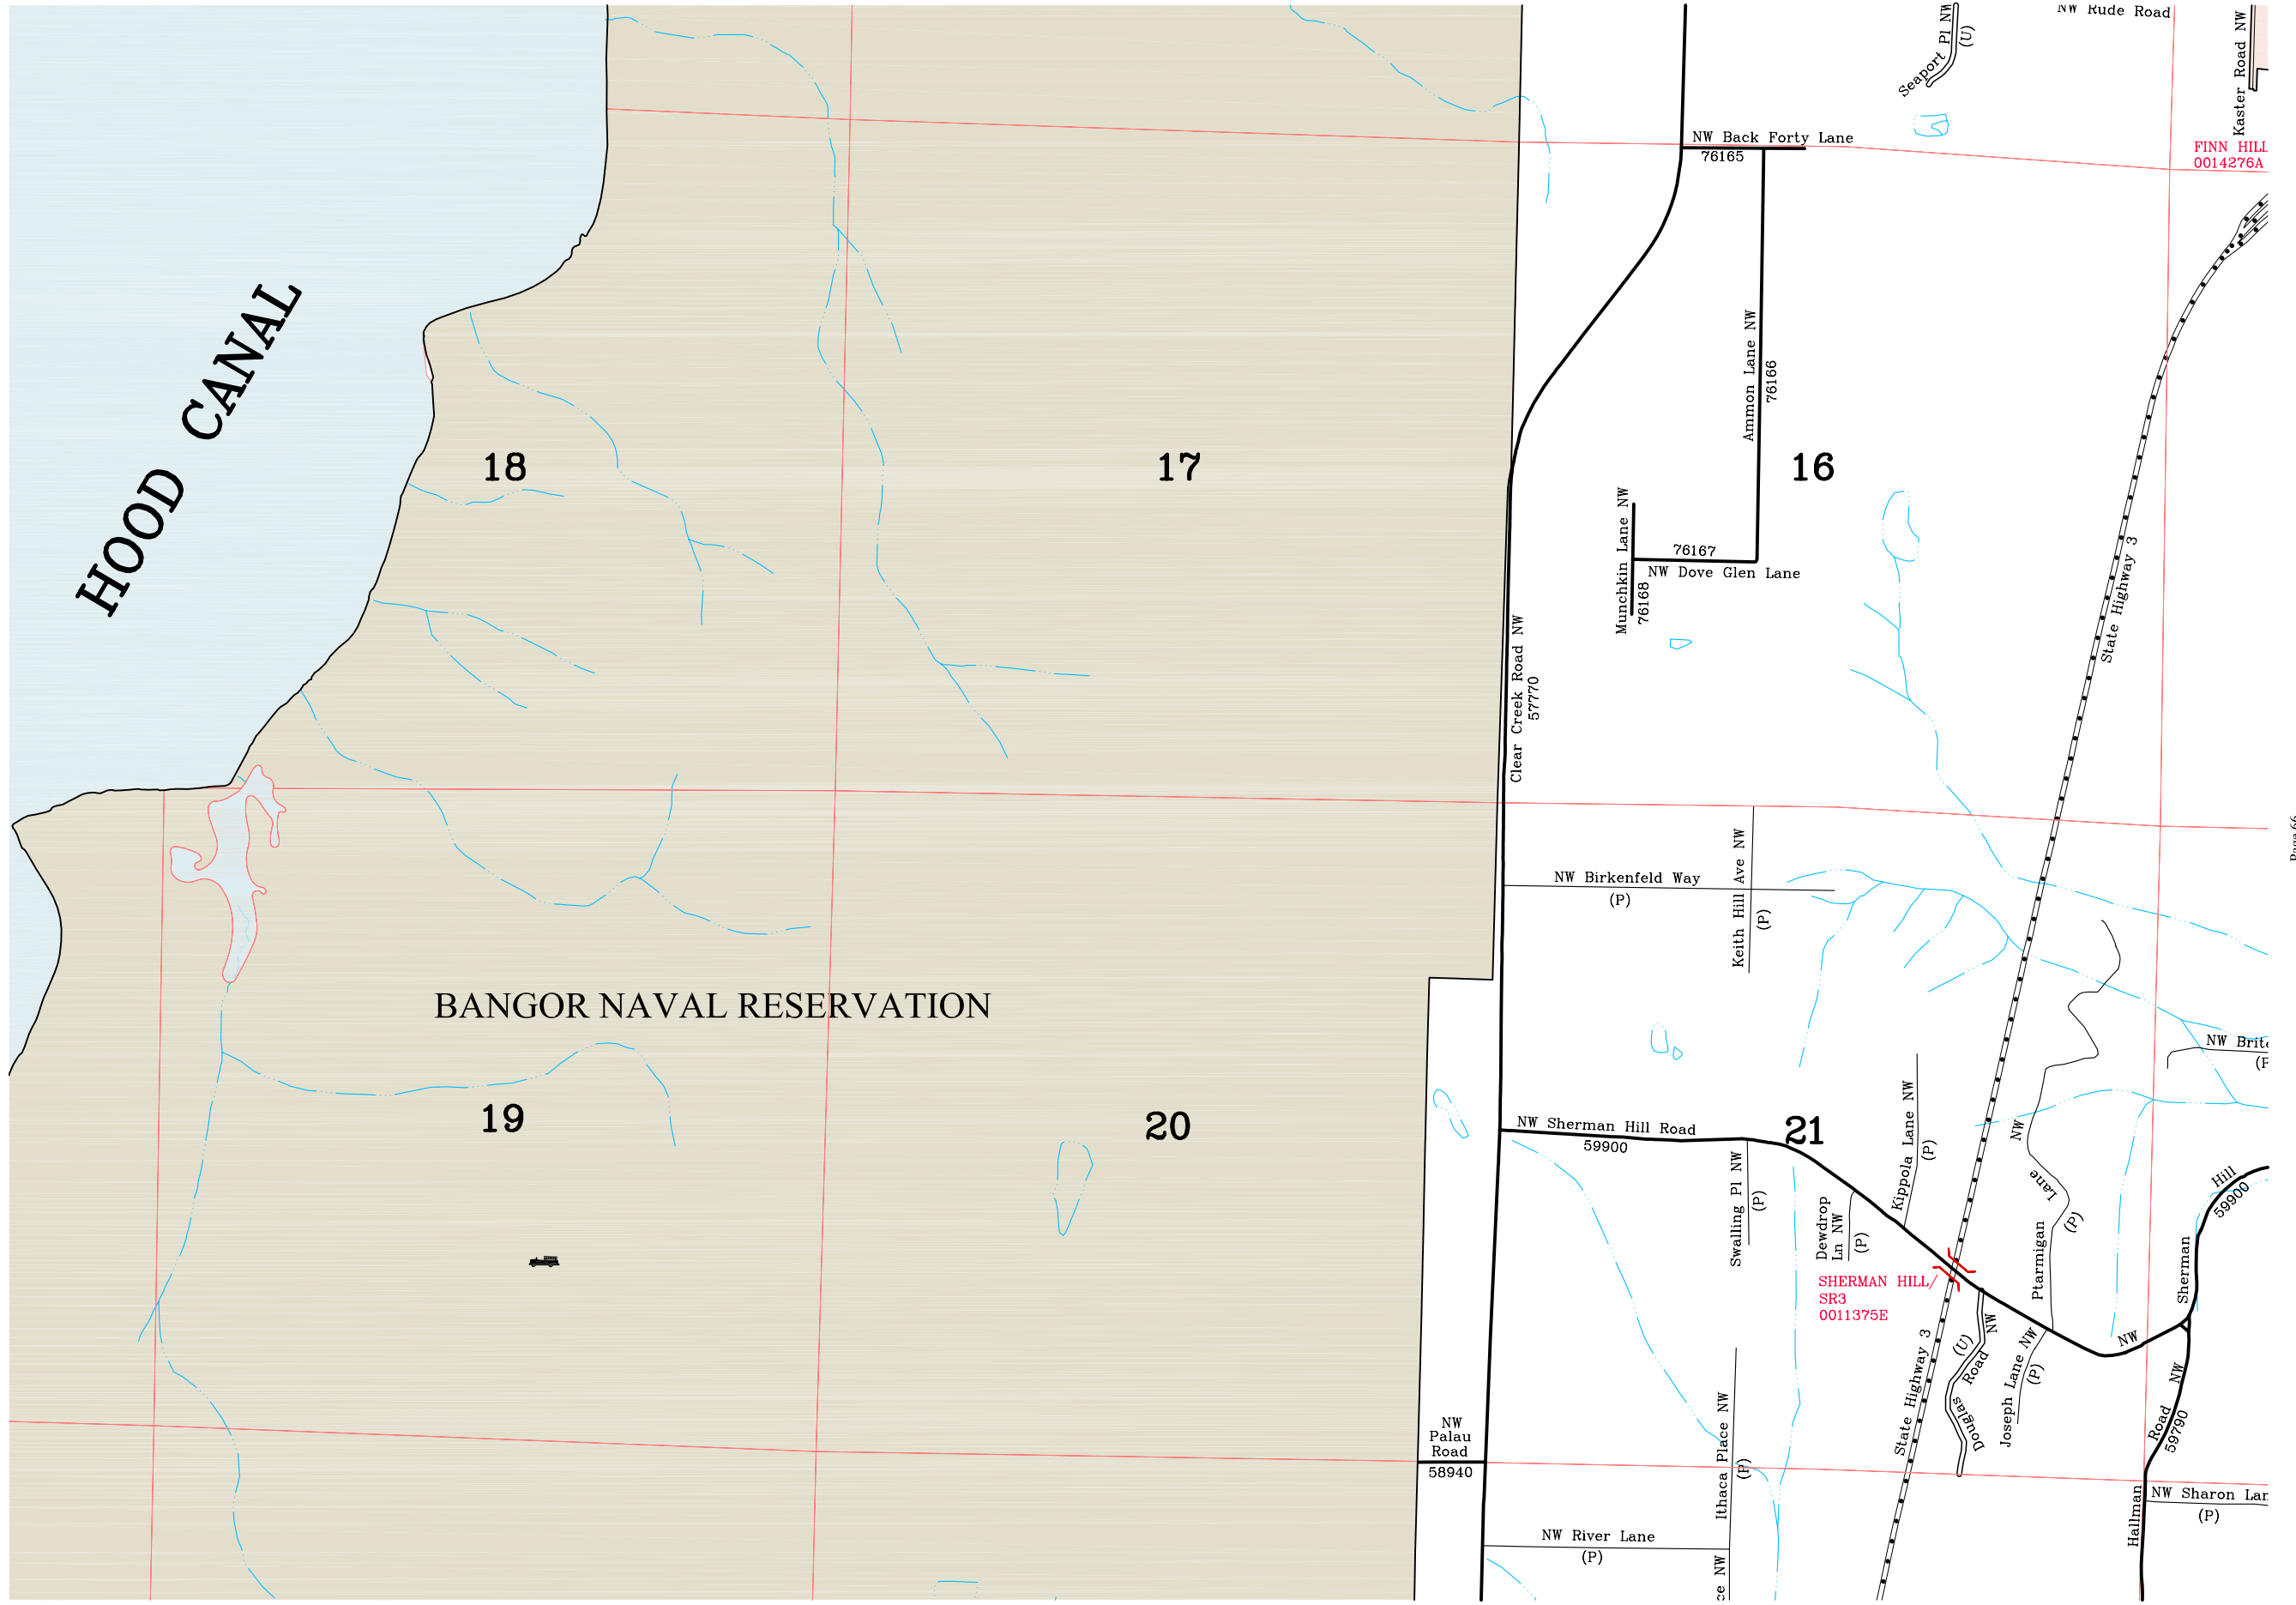 NW Rude Road
Seaport Pl NW
(U)
Kaster Road NW
NW Back Forty Lane
76165
FINN HILL
0014276A
HOOD CANAL
Ammon Lane NW
76166
18
17
16
Munchkin Lane NW
76168
76167
NW Dove Glen Lane
State Highway 3
Clear Creek Road NW
57770
NW Birkenfeld Way
(P)
Keith Hill Ave NW
(P)
BANGOR NAVAL RESERVATION
19
20
21
NW Sherman Hill Road
59900
Swalling Pl NW
(P)
Dewdrop
Ln NW
(P)
Kippola Lane NW
(P)
SHERMAN HILL/
SR3
0011375E
Ptarmigan
Lane
NW
(P)
NW
Sherman
Hill
59900
State Highway 3
Douglas
Road
NW
(U)
Joseph Lane NW
(P)
Hallman
Road
NW
59790
NW
Palau
Road
58940
Ithaca Place NW
(P)
NW River Lane
(P)
NW Sharon
(P)